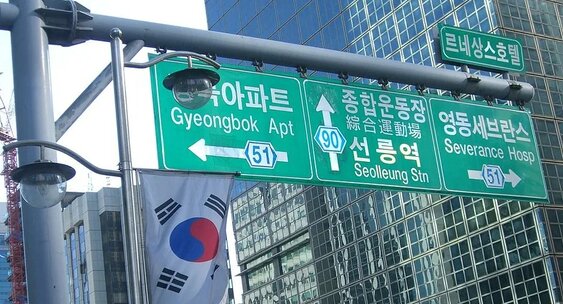 르네상스호텔
아파트
Gyeongbok Apt
51
종합운동장
綜合運動場
90
선릉역
Seolleung Stn
영동세브란스
Severance Hosp
51